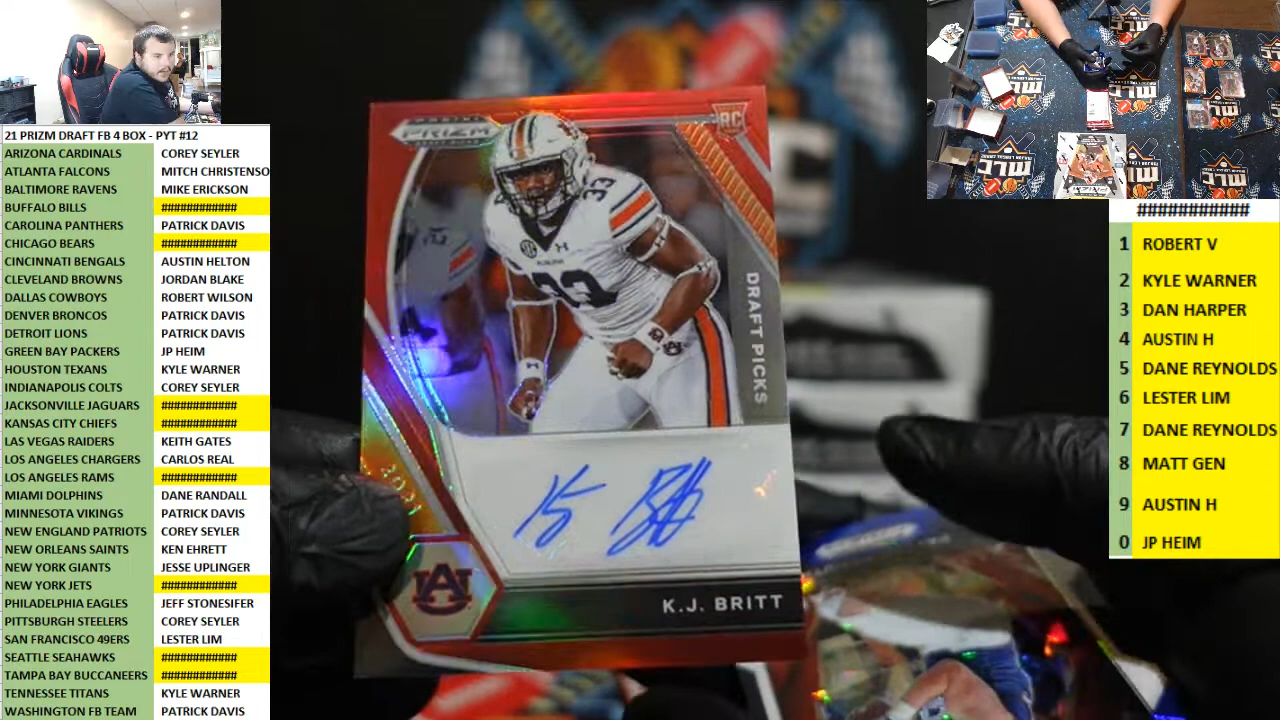 21 PRIZM DRAFT FB 4 BOX - PYT #12
ARIZONA CARDINALS COREY SEYLER
ATLANTA FALCONS MITCH CHRISTENSO
BALTIMORE RAVENS MIKE ERICKSON
BUFFALO BILLS ############
CAROLINA PANTHERS PATRICK DAVIS
CHICAGO BEARS ############
CINCINNATI BENGALS AUSTIN HELTON
CLEVELAND BROWNS JORDAN BLAKE
DALLAS COWBOYS ROBERT WILSON
DENVER BRONCOS PATRICK DAVIS
DETROIT LIONS PATRICK DAVIS
GREEN BAY PACKERS JP HEIM
HOUSTON TEXANS KYLE WARNER
INDIANAPOLIS COLTS COREY SEYLER
JACKSONVILLE JAGUARS ############
KANSAS CITY CHIEFS ############
LAS VEGAS RAIDERS KEITH GATES
LOS ANGELES CHARGERS CARLOS REAL
LOS ANGELES RAMS ############
MIAMI DOLPHINS DANE RANDALL
MINNESOTA VIKINGS PATRICK DAVIS
NEW ENGLAND PATRIOTS COREY SEYLER
NEW ORLEANS SAINTS KEN EHRETT
NEW YORK GIANTS JESSE UPLINGER
NEW YORK JETS ############
PHILADELPHIA EAGLES JEFF STONESIFER
PITTSBURGH STEELERS COREY SEYLER
SAN FRANCISCO 49ERS LESTER LIM
SEATTLE SEAHAWKS ############
TAMPA BAY BUCCANEERS ############
TENNESSEE TITANS KYLE WARNER
WASHINGTON FB TEAM PATRICK DAVIS
PANINI
PRIZM
RC
33
33
DRAFT PICKS
2021
AU
K.J. BRITT
MLC
############
1 ROBERT V
2 KYLE WARNER
3 DAN HARPER
4 AUSTIN H
5 DANE REYNOLDS
6 LESTER LIM
7 DANE REYNOLDS
8 MATT GEN
9 AUSTIN H
0 JP HEIM